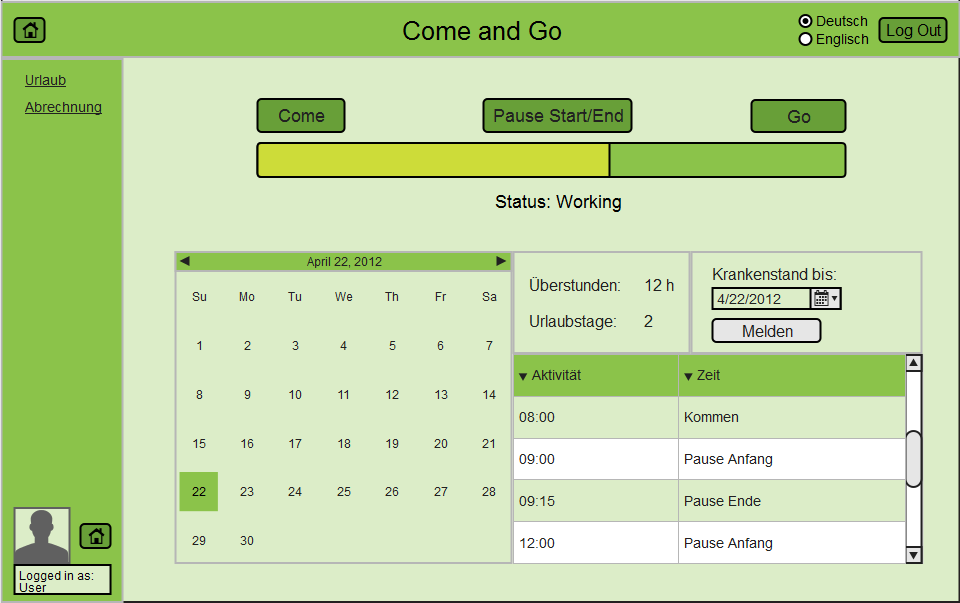 Come and Go
Deutsch
Englisch
Log Out
Urlaub
Abrechnung
Come
Pause Start/End
Go
Status: Working
April 22, 2012
Su Mo Tu We Th Fr Sa
1 2 3 4 5 6 7
8 9 10 11 12 13 14
15 16 17 18 19 20 21
22 23 24 25 26 27 28
29 30
Überstunden: 12 h
Urlaubstage: 2
Krankenstand bis:
4/22/2012
Melden
Aktivität Zeit
08:00 Kommen
09:00 Pause Anfang
09:15 Pause Ende
12:00 Pause Anfang
Logged in as:
User